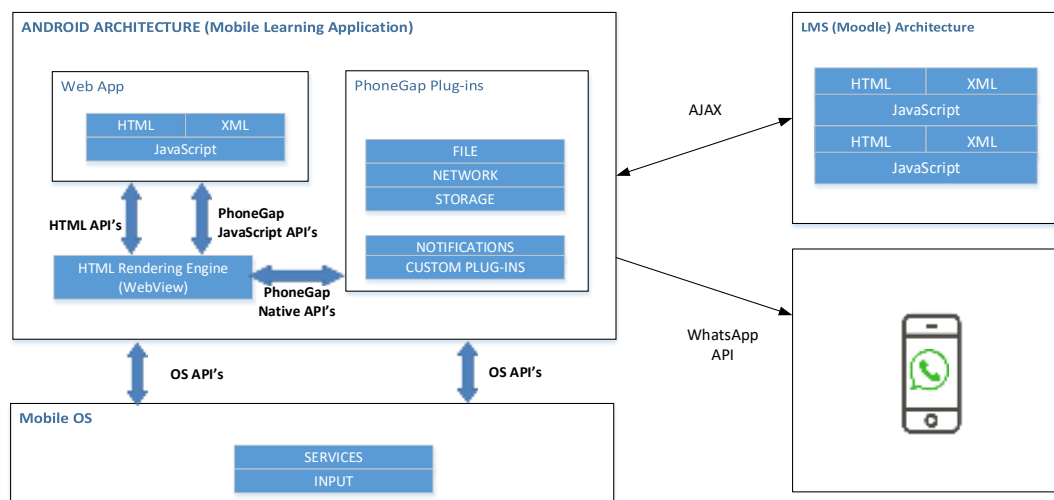 ANDROID ARCHITECTURE (Mobile Learning Application)
Web App
HTML XML
JavaScript
PhoneGap Plug-ins
FILE
NETWORK
STORAGE
NOTIFICATIONS
CUSTOM PLUG-INS
HTML API’s
PhoneGap
JavaScript API’s
HTML Rendering Engine
(WebView)
PhoneGap
Native API’s
AJAX
LMS (Moodle) Architecture
HTML XML
JavaScript
HTML XML
JavaScript
WhatsApp
API
OS API’s
OS API’s
Mobile OS
SERVICES
INPUT